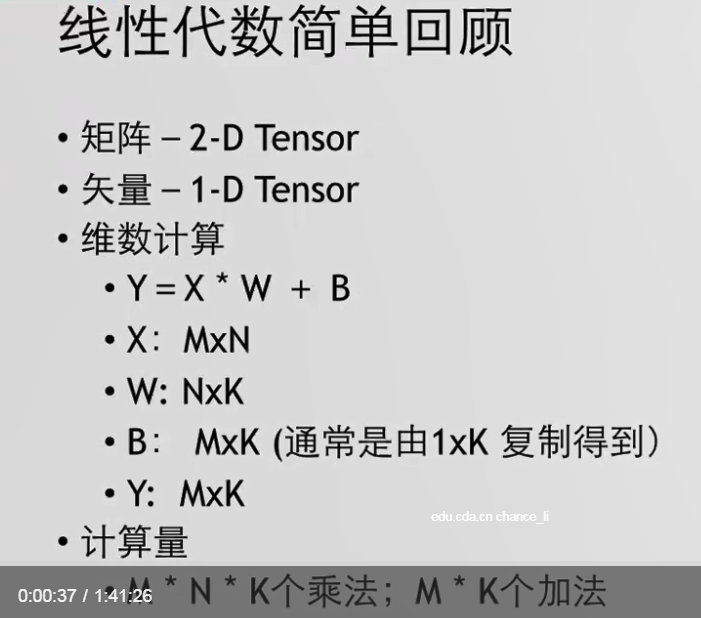 线性代数简单回顾
• 矩阵 – 2-D Tensor
• 矢量 – 1-D Tensor
• 维数计算
• Y = X * W + B
• X: MxN
• W: NxK
• B: MxK (通常是由1xK 复制得到）
• Y: MxK
edu.cda.cn chance_li
• 计算量
• M * N * K个乘法；M * K个加法
0:00:37 / 1:41:26